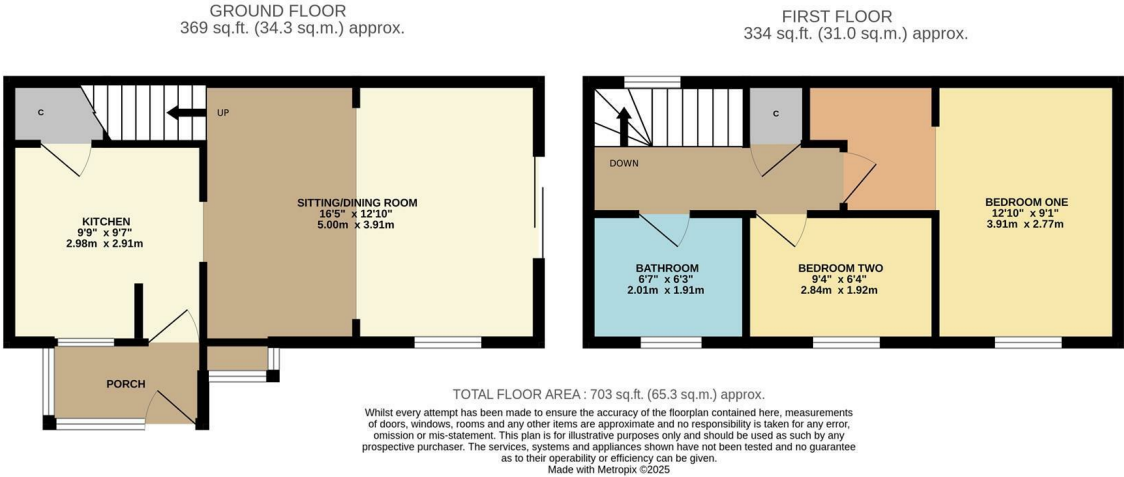 GROUND FLOOR
369 sq.ft. (34.3 sq.m.) approx.
C
UP
KITCHEN
9'9" x 9'7"
2.98m x 2.91m
SITTING/DINING ROOM
16'5" x 12'10"
5.00m x 3.91m
PORCH
FIRST FLOOR
334 sq.ft. (31.0 sq.m.) approx.
C
DOWN
BEDROOM ONE
12'10" x 9'1"
3.91m x 2.77m
BATHROOM
6'7" x 6'3"
2.01m x 1.91m
BEDROOM TWO
9'4" x 6'4"
2.84m x 1.92m
TOTAL FLOOR AREA : 703 sq.ft. (65.3 sq.m.) approx.
Whilst every attempt has been made to ensure the accuracy of the floorplan contained here, measurements
of doors, windows, rooms and any other items are approximate and no responsibility is taken for any error,
omission or mis-statement. This plan is for illustrative purposes only and should be used as such by any
prospective purchaser. The services, systems and appliances shown have not been tested and no guarantee
as to their operability or efficiency can be given.
Made with Metropix ©2025